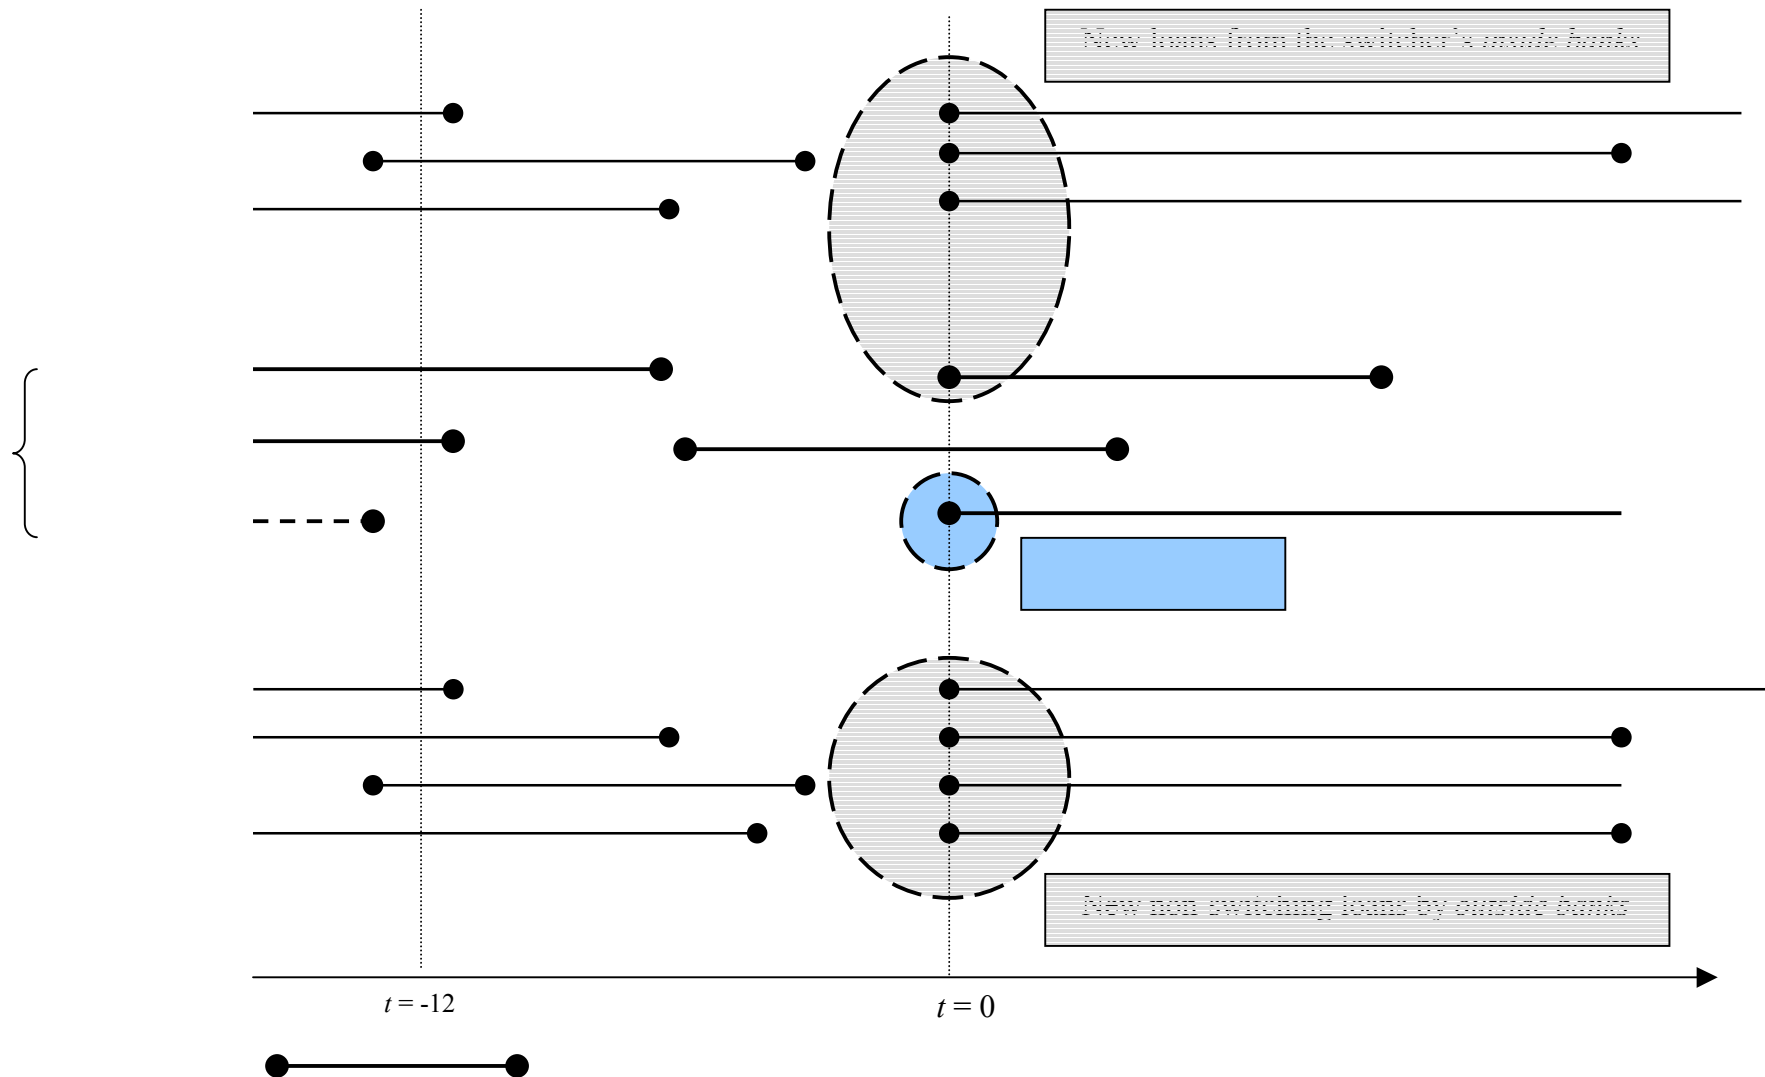 New loans from the switcher's inside banks
New non-switching loans by outside banks
t = -12
t = 0